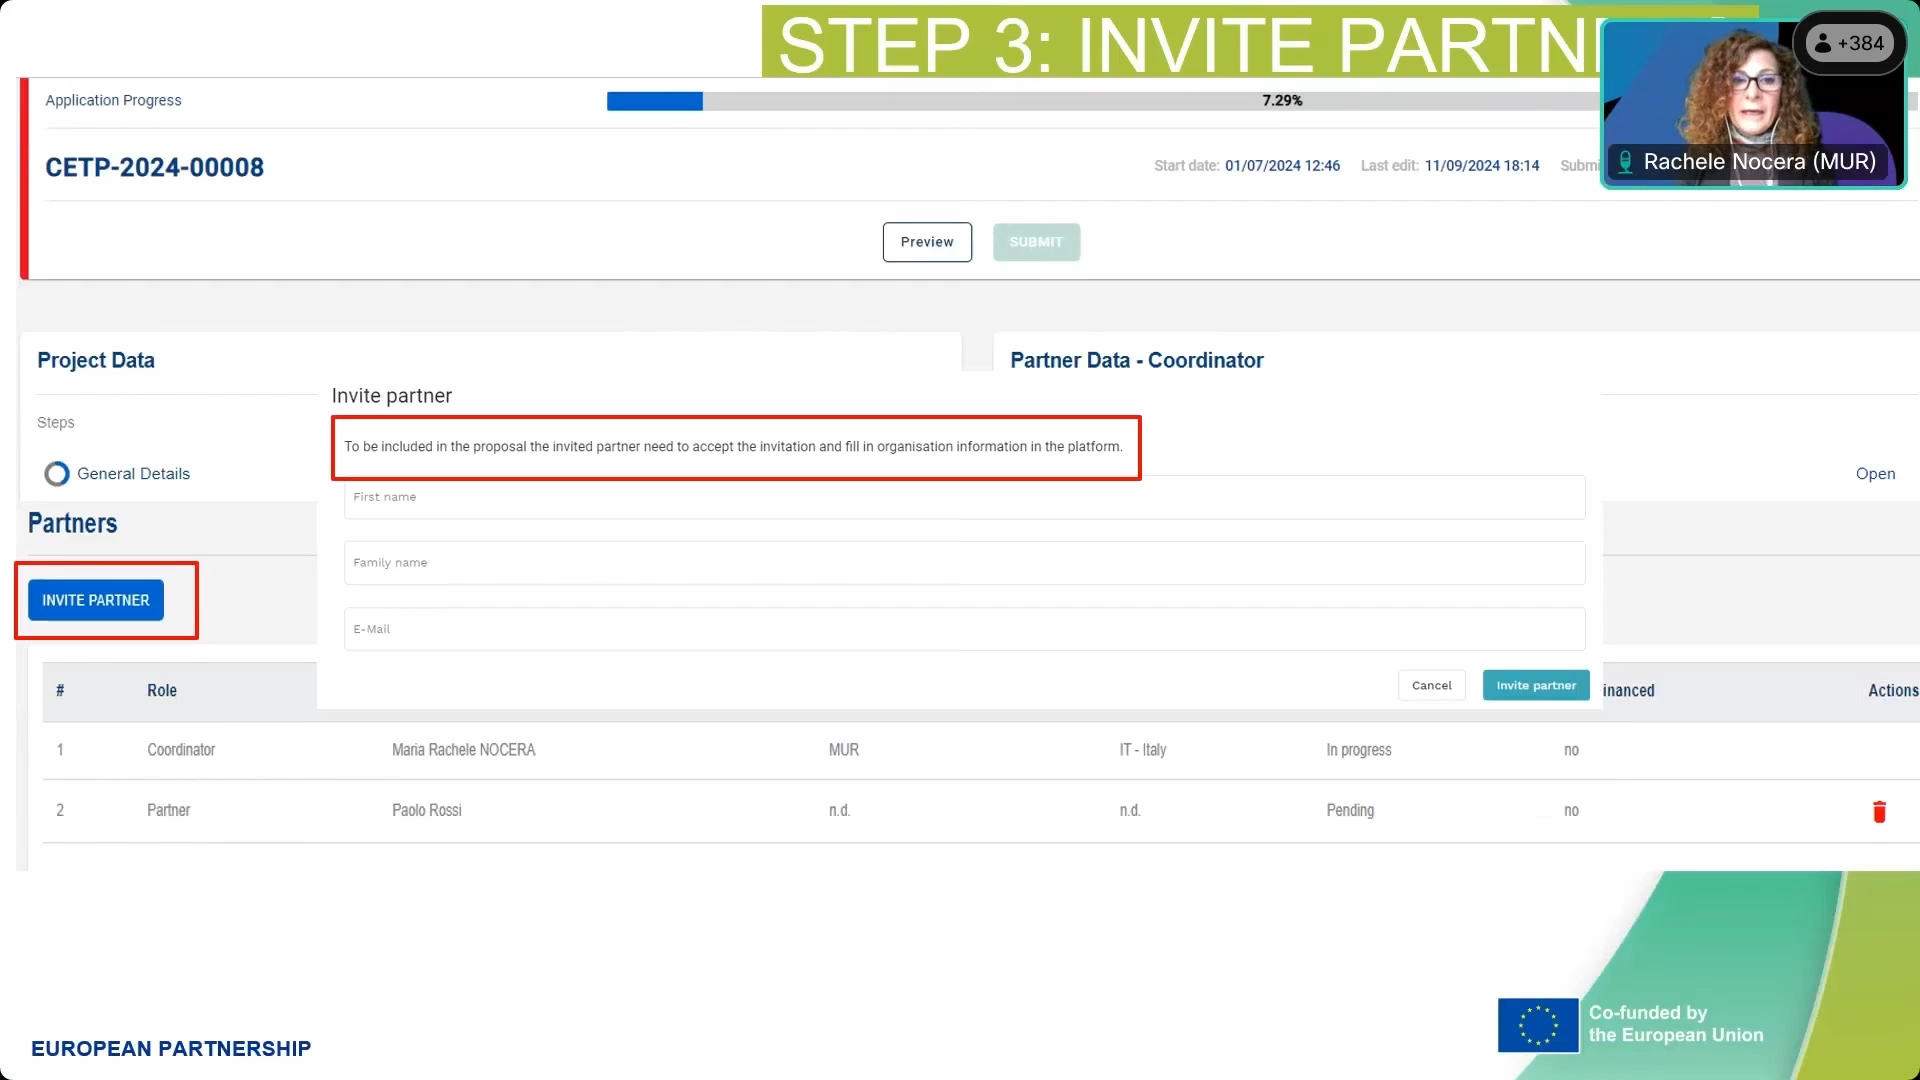 STEP 3: INVITE PARTN
+384
Application Progress
7.29%
CETP-2024-00008
Start date: 01/07/2024 12:46 Last edit: 11/09/2024 18:14 Submi
Rachele Nocera (MUR)
Preview
SUBMIT
Project Data
Partner Data - Coordinator
Invite partner
Steps
To be included in the proposal the invited partner need to accept the invitation and fill in organisation information in the platform.
General Details
Open
First name
Partners
Family name
INVITE PARTNER
E-Mail
Cancel
Invite partner
# Role inanced Actions
1 Coordinator Maria Rachele NOCERA MUR IT - Italy In progress no
2 Partner Paolo Rossi n.d. n.d. Pending no
Co-funded by
the European Union
EUROPEAN PARTNERSHIP